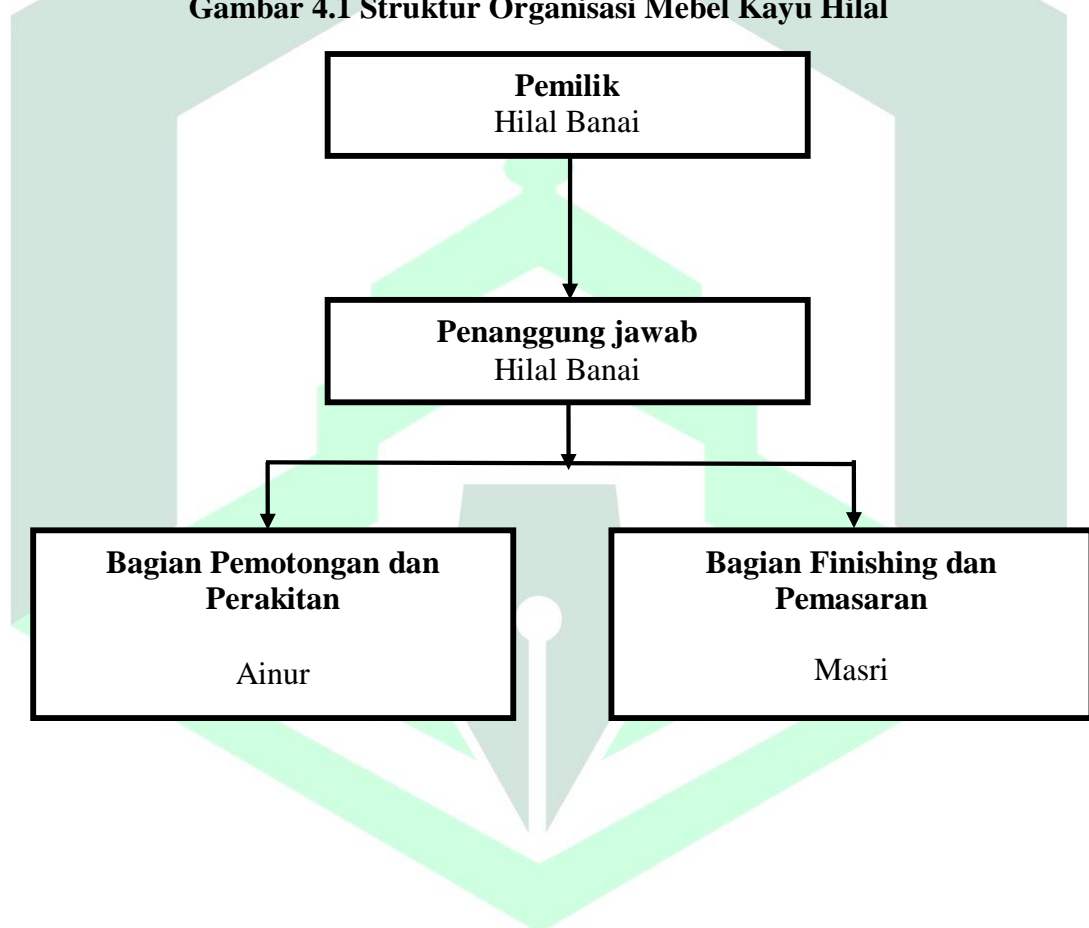 Gambar 4.1 Struktur Organisasi Mebel Kayu Hilal
Pemilik
Hilal Banai
Penanggung jawab
Hilal Banai
Bagian Pemotongan dan
Perakitan
Ainur
Bagian Finishing dan
Pemasaran
Masri